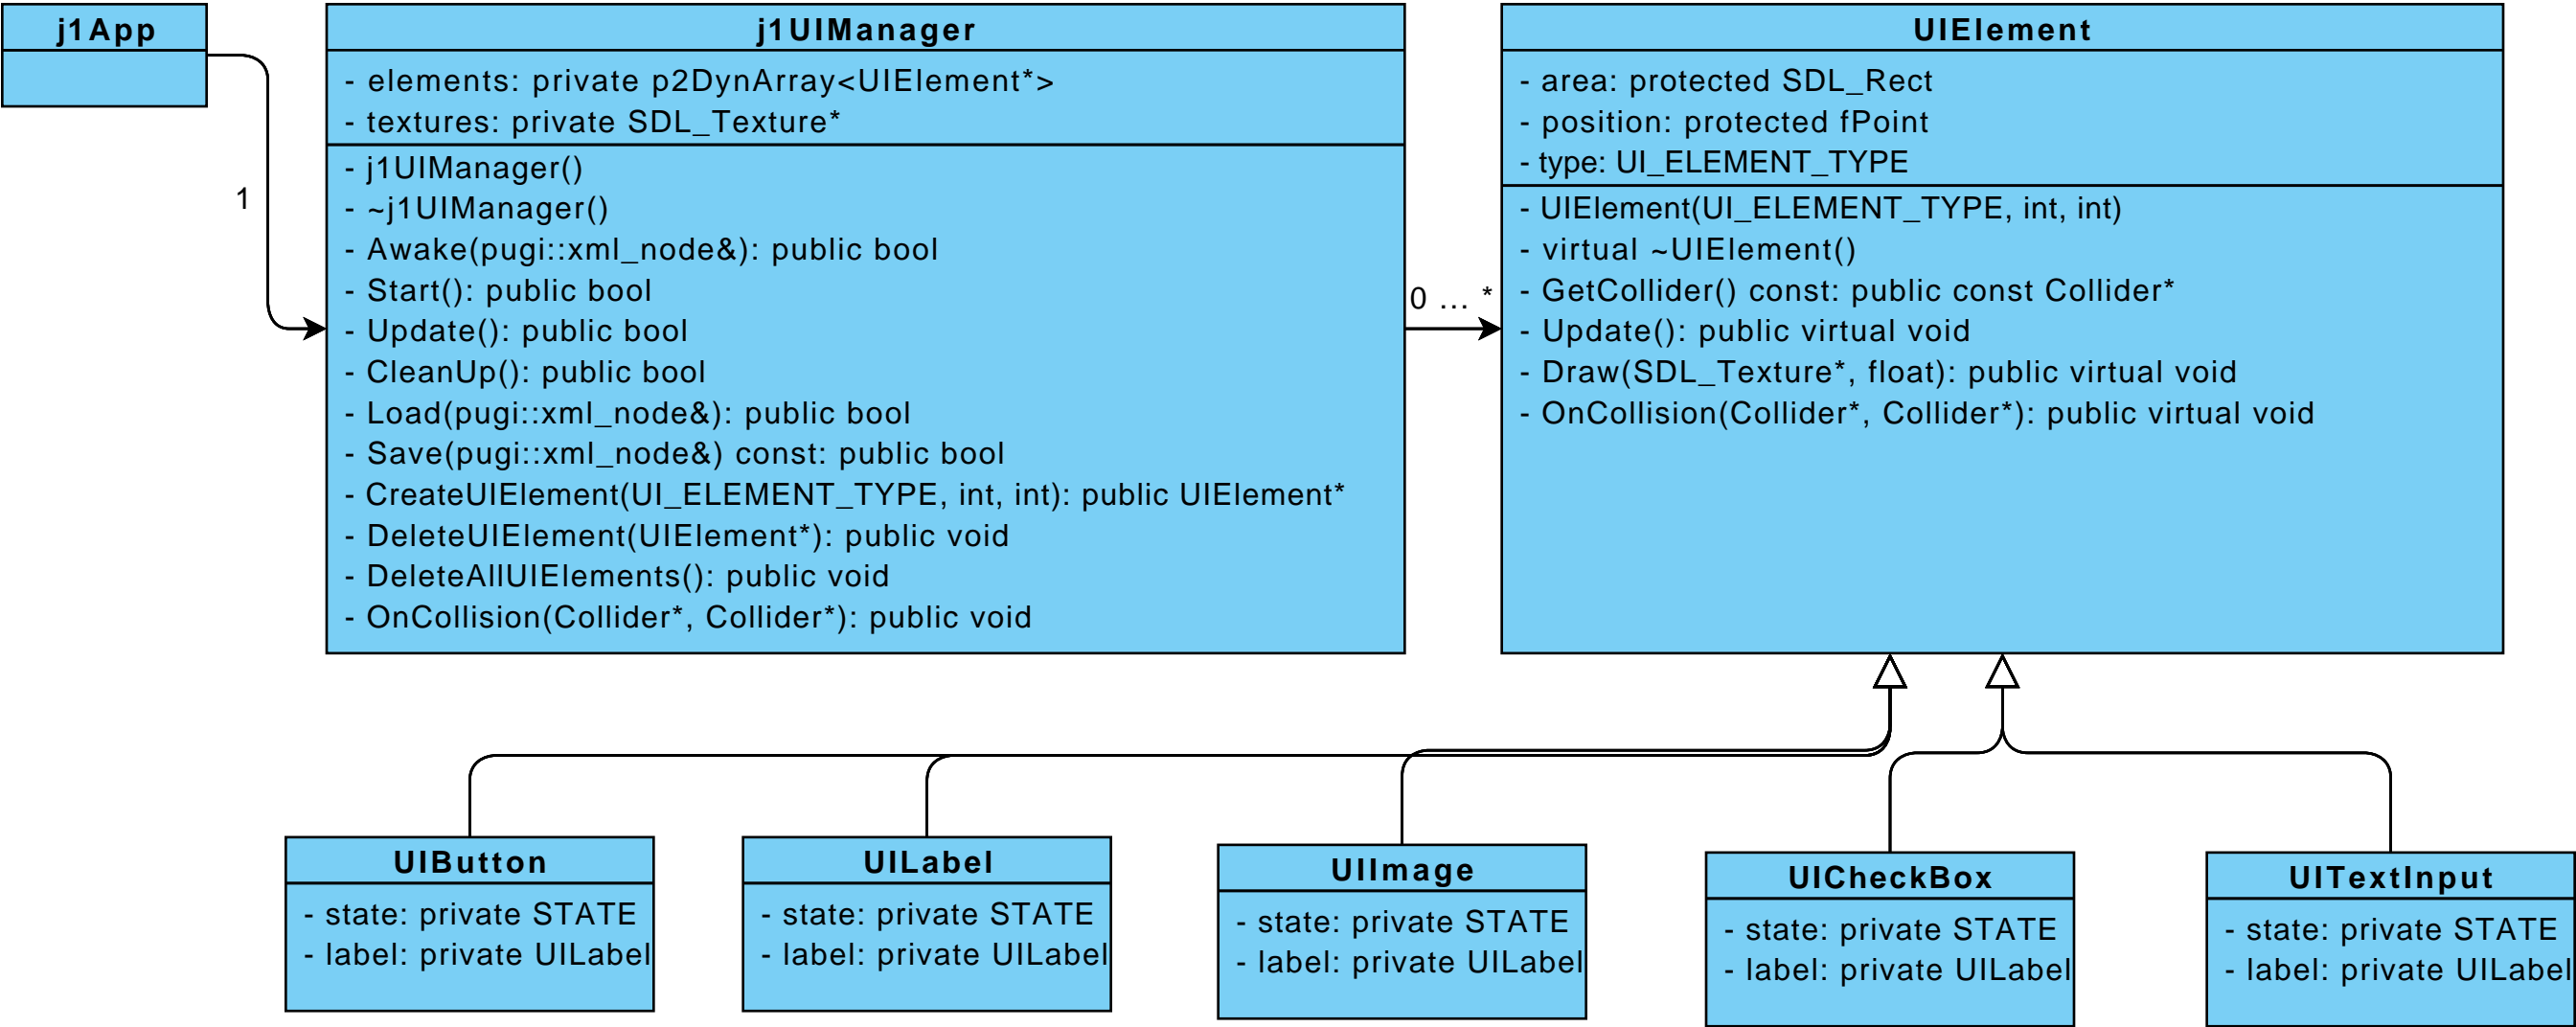 j1App
1
j1UIManager
- elements: private p2DynArray<UIElement*>
- textures: private SDL_Texture*
- j1UIManager()
- ~j1UIManager()
- Awake(pugi::xml_node&): public bool
- Start(): public bool
- Update(): public bool
- CleanUp(): public bool
- Load(pugi::xml_node&): public bool
- Save(pugi::xml_node&) const: public bool
- CreateUIElement(UI_ELEMENT_TYPE, int, int): public UIElement*
- DeleteUIElement(UIElement*): public void
- DeleteAllUIElements(): public void
- OnCollision(Collider*, Collider*): public void
0 ... *
UIElement
- area: protected SDL_Rect
- position: protected fPoint
- type: UI_ELEMENT_TYPE
- UIElement(UI_ELEMENT_TYPE, int, int)
- virtual ~UIElement()
- GetCollider() const: public const Collider*
- Update(): public virtual void
- Draw(SDL_Texture*, float): public virtual void
- OnCollision(Collider*, Collider*): public virtual void
UIButton
- state: private STATE
- label: private UILabel
UILabel
- state: private STATE
- label: private UILabel
UIImage
- state: private STATE
- label: private UILabel
UICheckBox
- state: private STATE
- label: private UILabel
UITextInput
- state: private STATE
- label: private UILabel